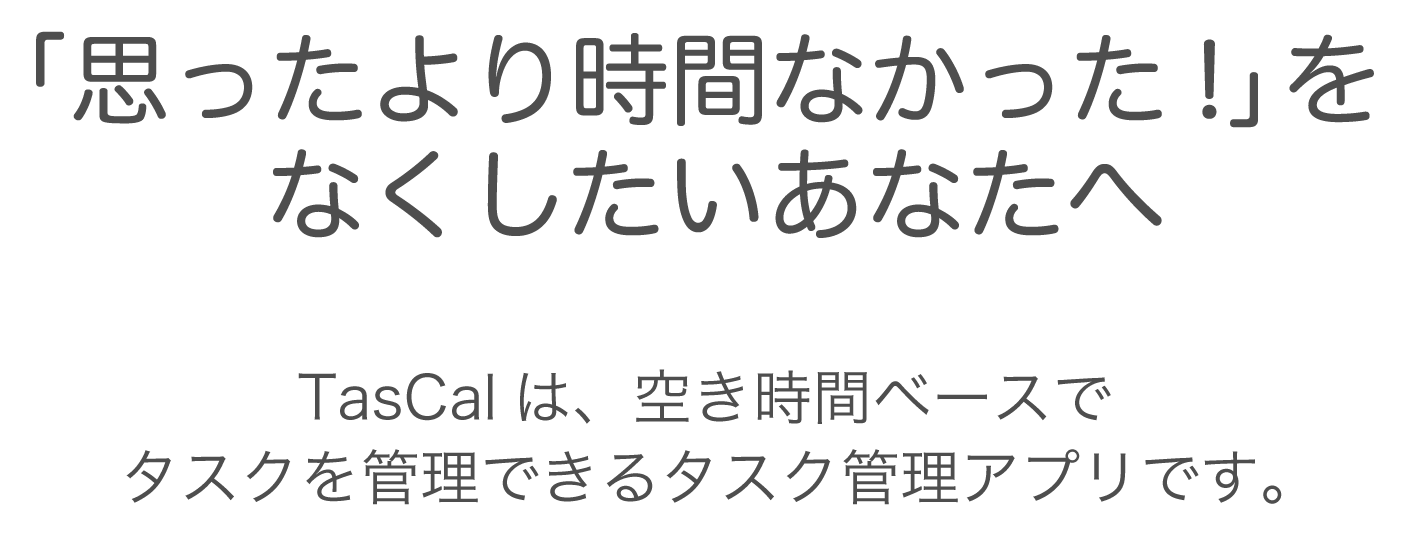 「思ったより時間なかった!」を
なくしたいあなたへ
TasCal は、空き時間ベースで
タスクを管理できるタスク管理アプリです。